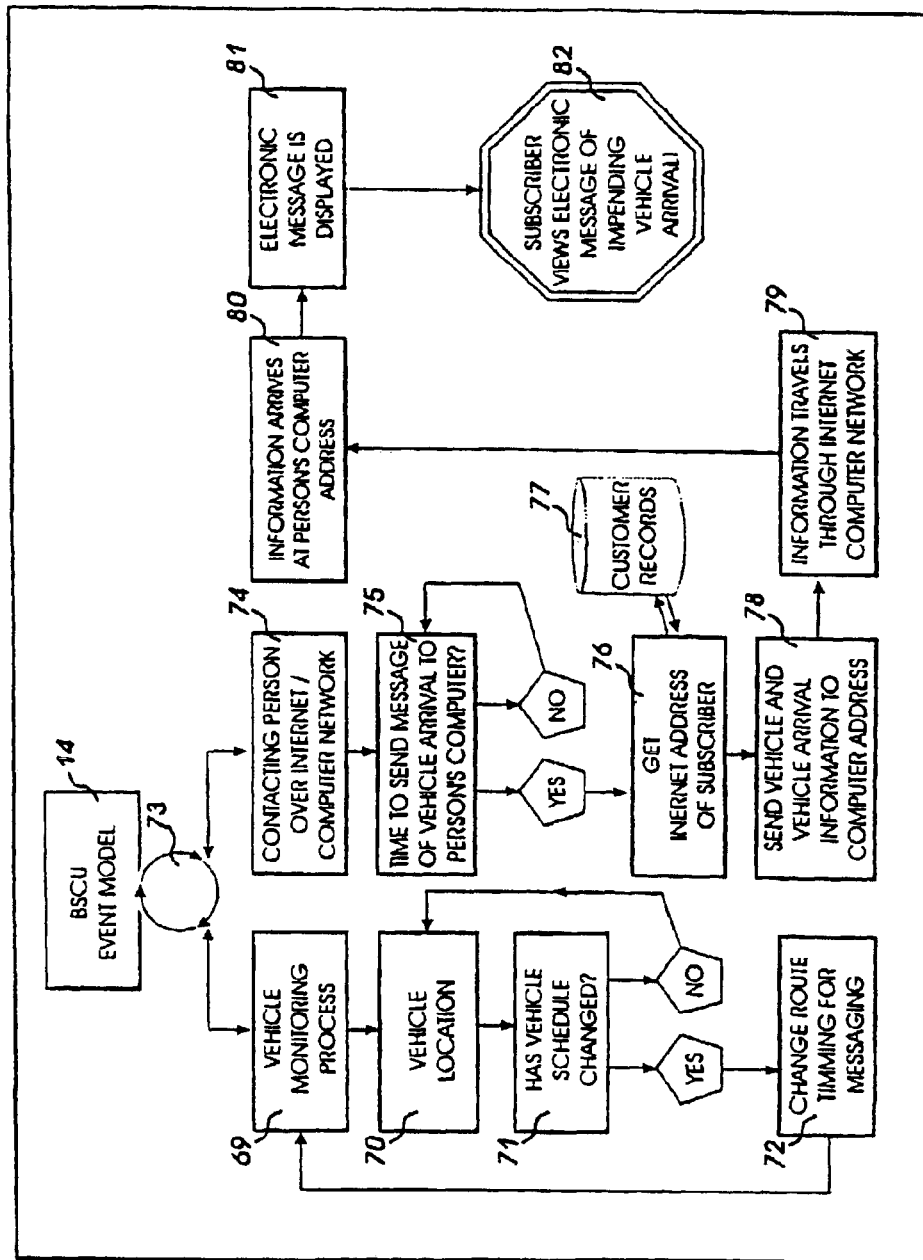 14
BSCU
EVENT MODEL
73
69
VEHICLE
MONITORING
PROCESS
70
VEHICLE
LOCATION
71
HAS VEHICLE
SCHEDULE
CHANGED?
YES
NO
72
CHANGE ROUTE
TIMMING FOR
MESSAGING
74
CONTACTING PERSON
OVER INTERNET /
COMPUTER NETWORK
75
TIME TO SEND MESSAGE
OF VEHICLE ARRIVAL TO
PERSON'S COMPUTER?
YES
NO
76
GET
INERNET ADDRESS
OF SUBSCRIBER
77
CUSTOMER
RECORDS
78
SEND VEHICLE AND
VEHICLE ARRIVAL
INFORMATION TO
COMPUTER ADDRESS
79
INFORMATION TRAVELS
THROUGH INTERNET
COMPUTER NETWORK
80
INFORMATION ARRIVES
AT PERSON'S COMPUTER
ADDRESS
81
ELECTRONIC
MESSAGE IS
DISPLAYED
82
SUBSCRIBER
VIEWS ELECTRONIC
MESSAGE OF
IMPENDING
VEHICLE
ARRIVAL!